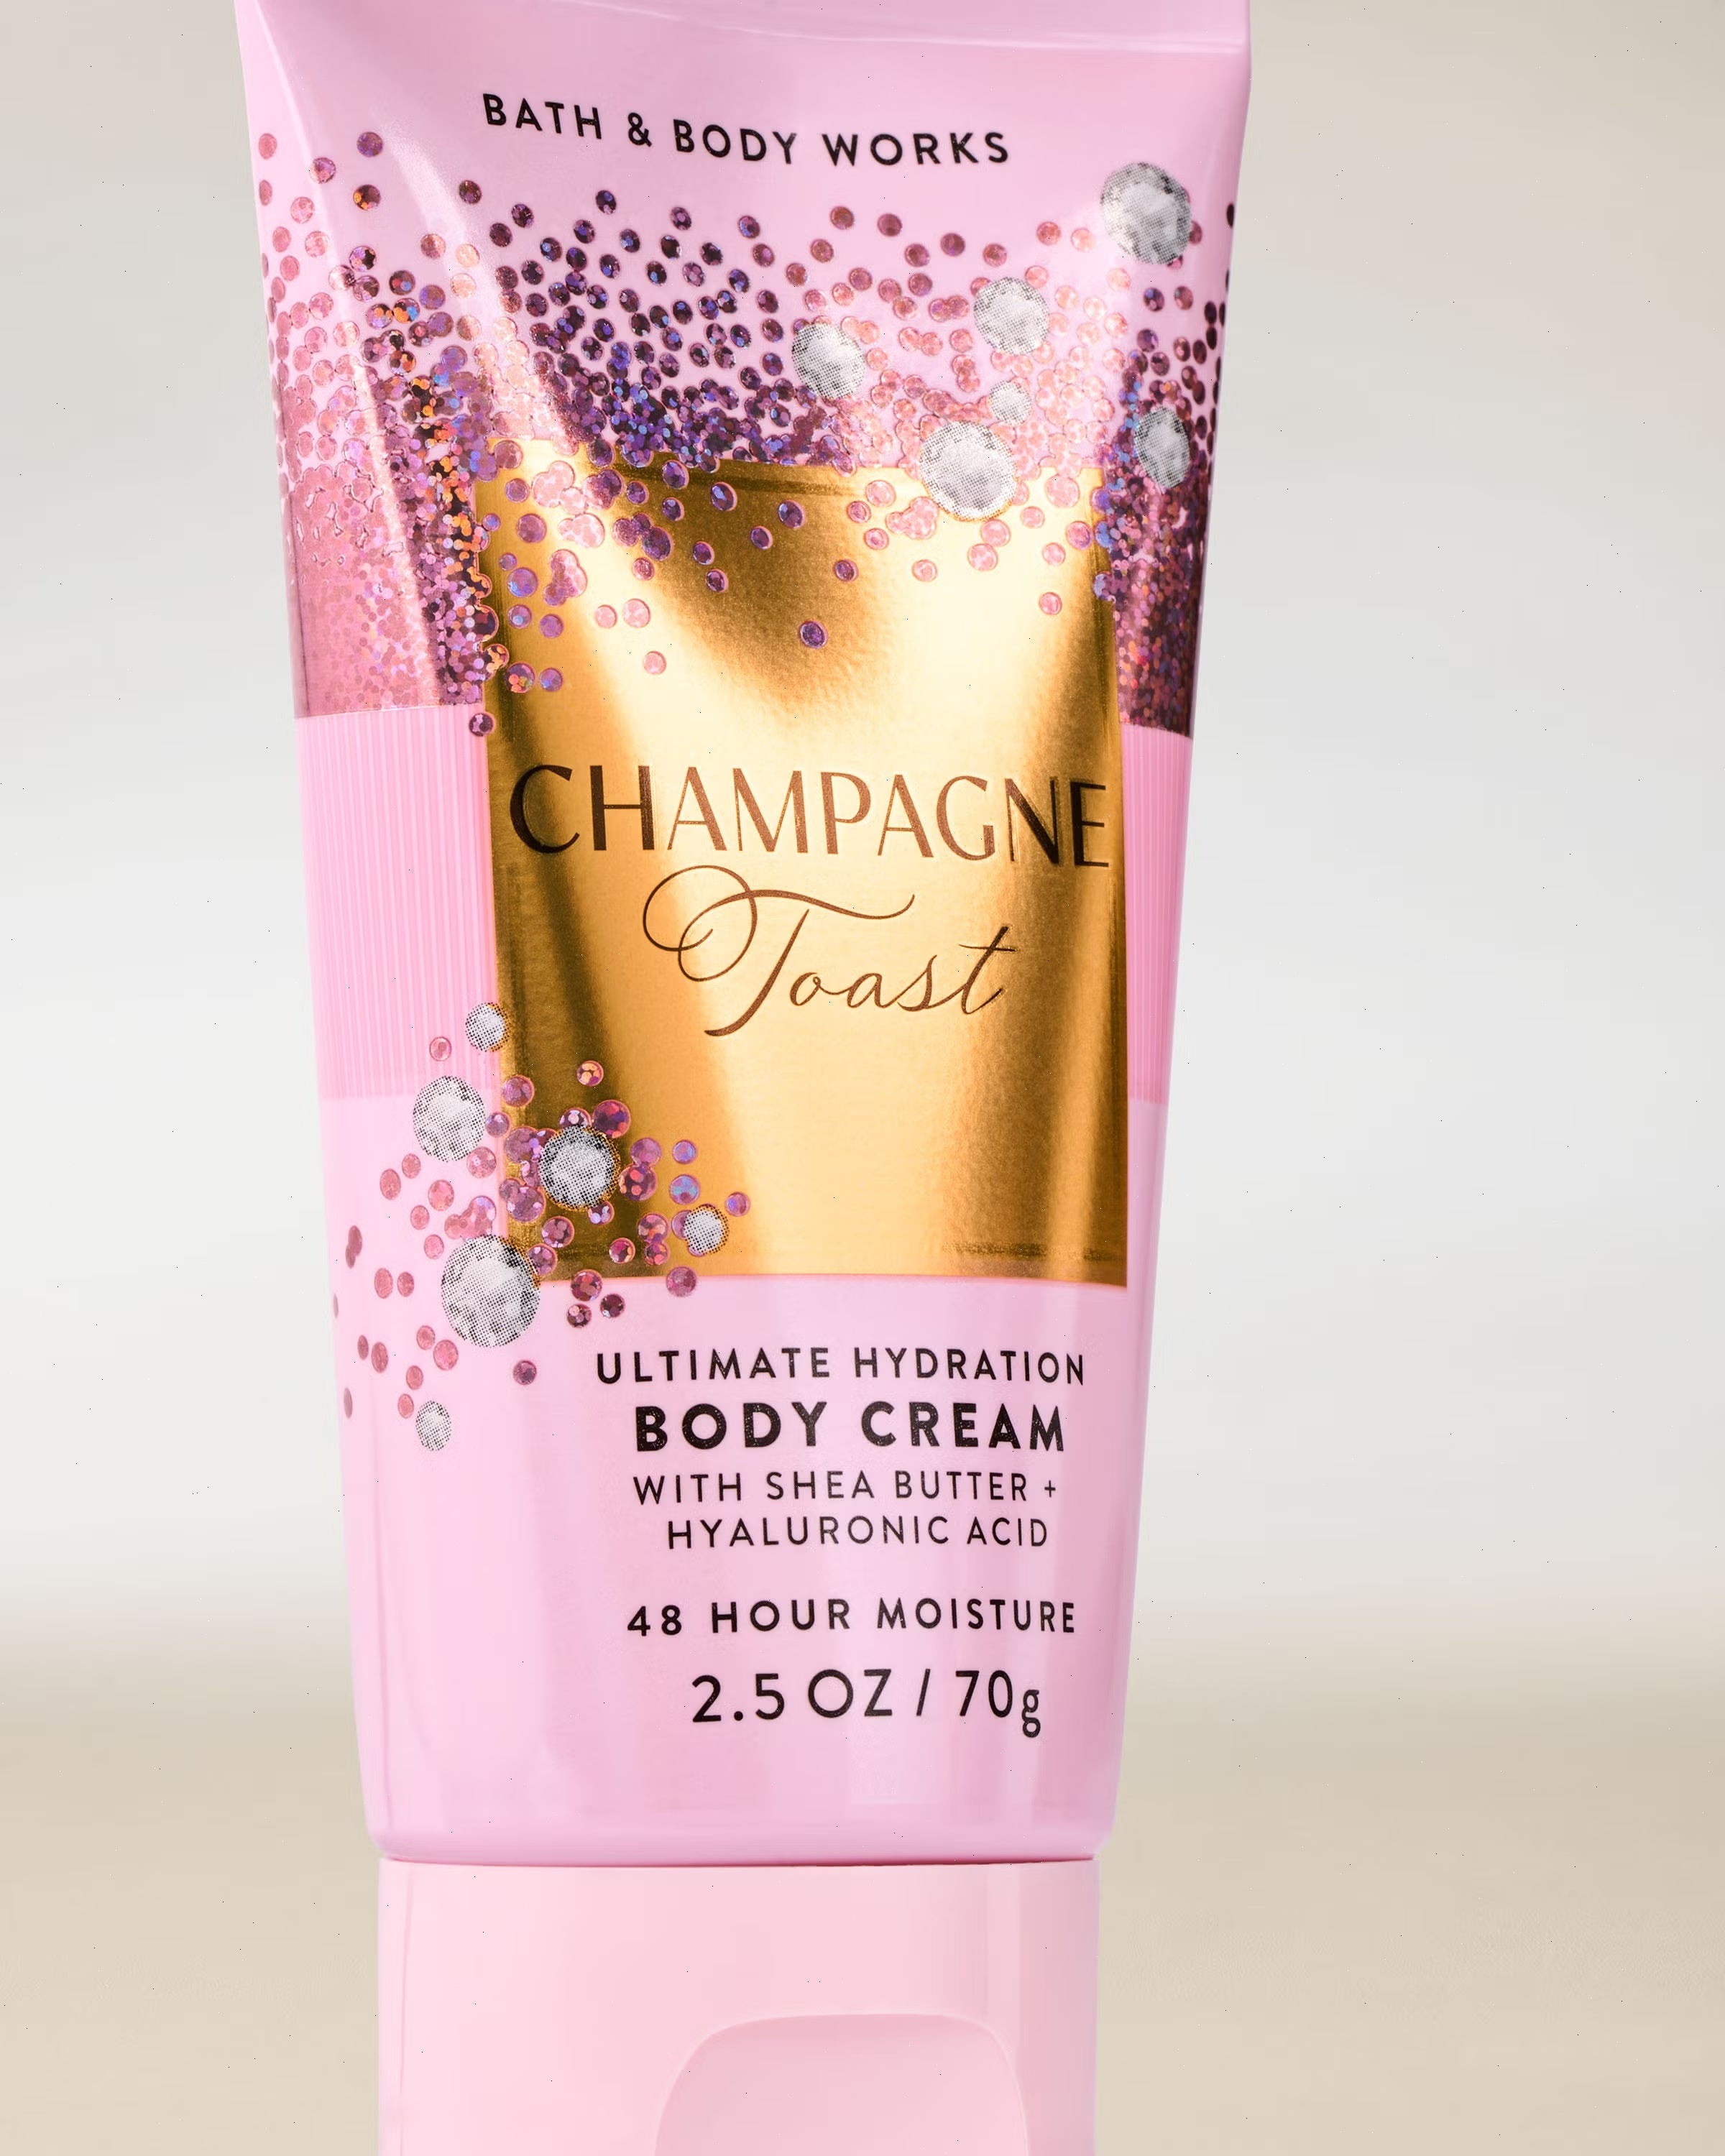 BATH & BODY WORKS
CHAMPAGNE
Toast
ULTIMATE HYDRATION
BODY CREAM
WITH SHEA BUTTER +
HYALURONIC ACID
48 HOUR MOISTURE
2.5 OZ / 70g